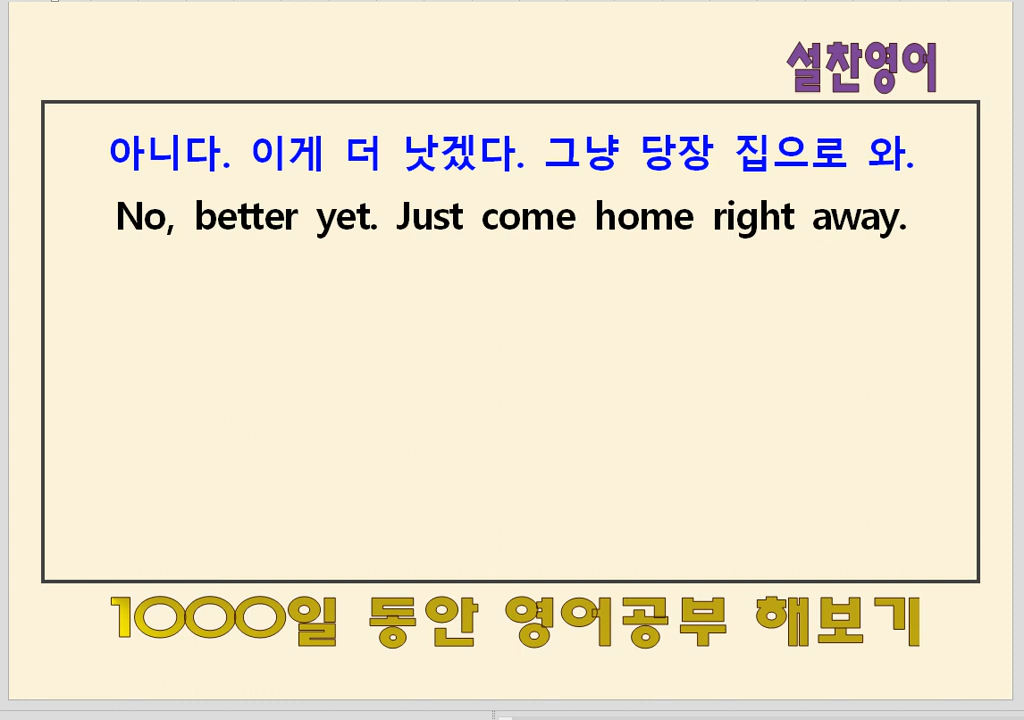 설찬영어
아니다. 이게 더 낫겠다. 그냥 당장 집으로 와.
No, better yet. Just come home right away.
1000일 동안 영어공부 해보기